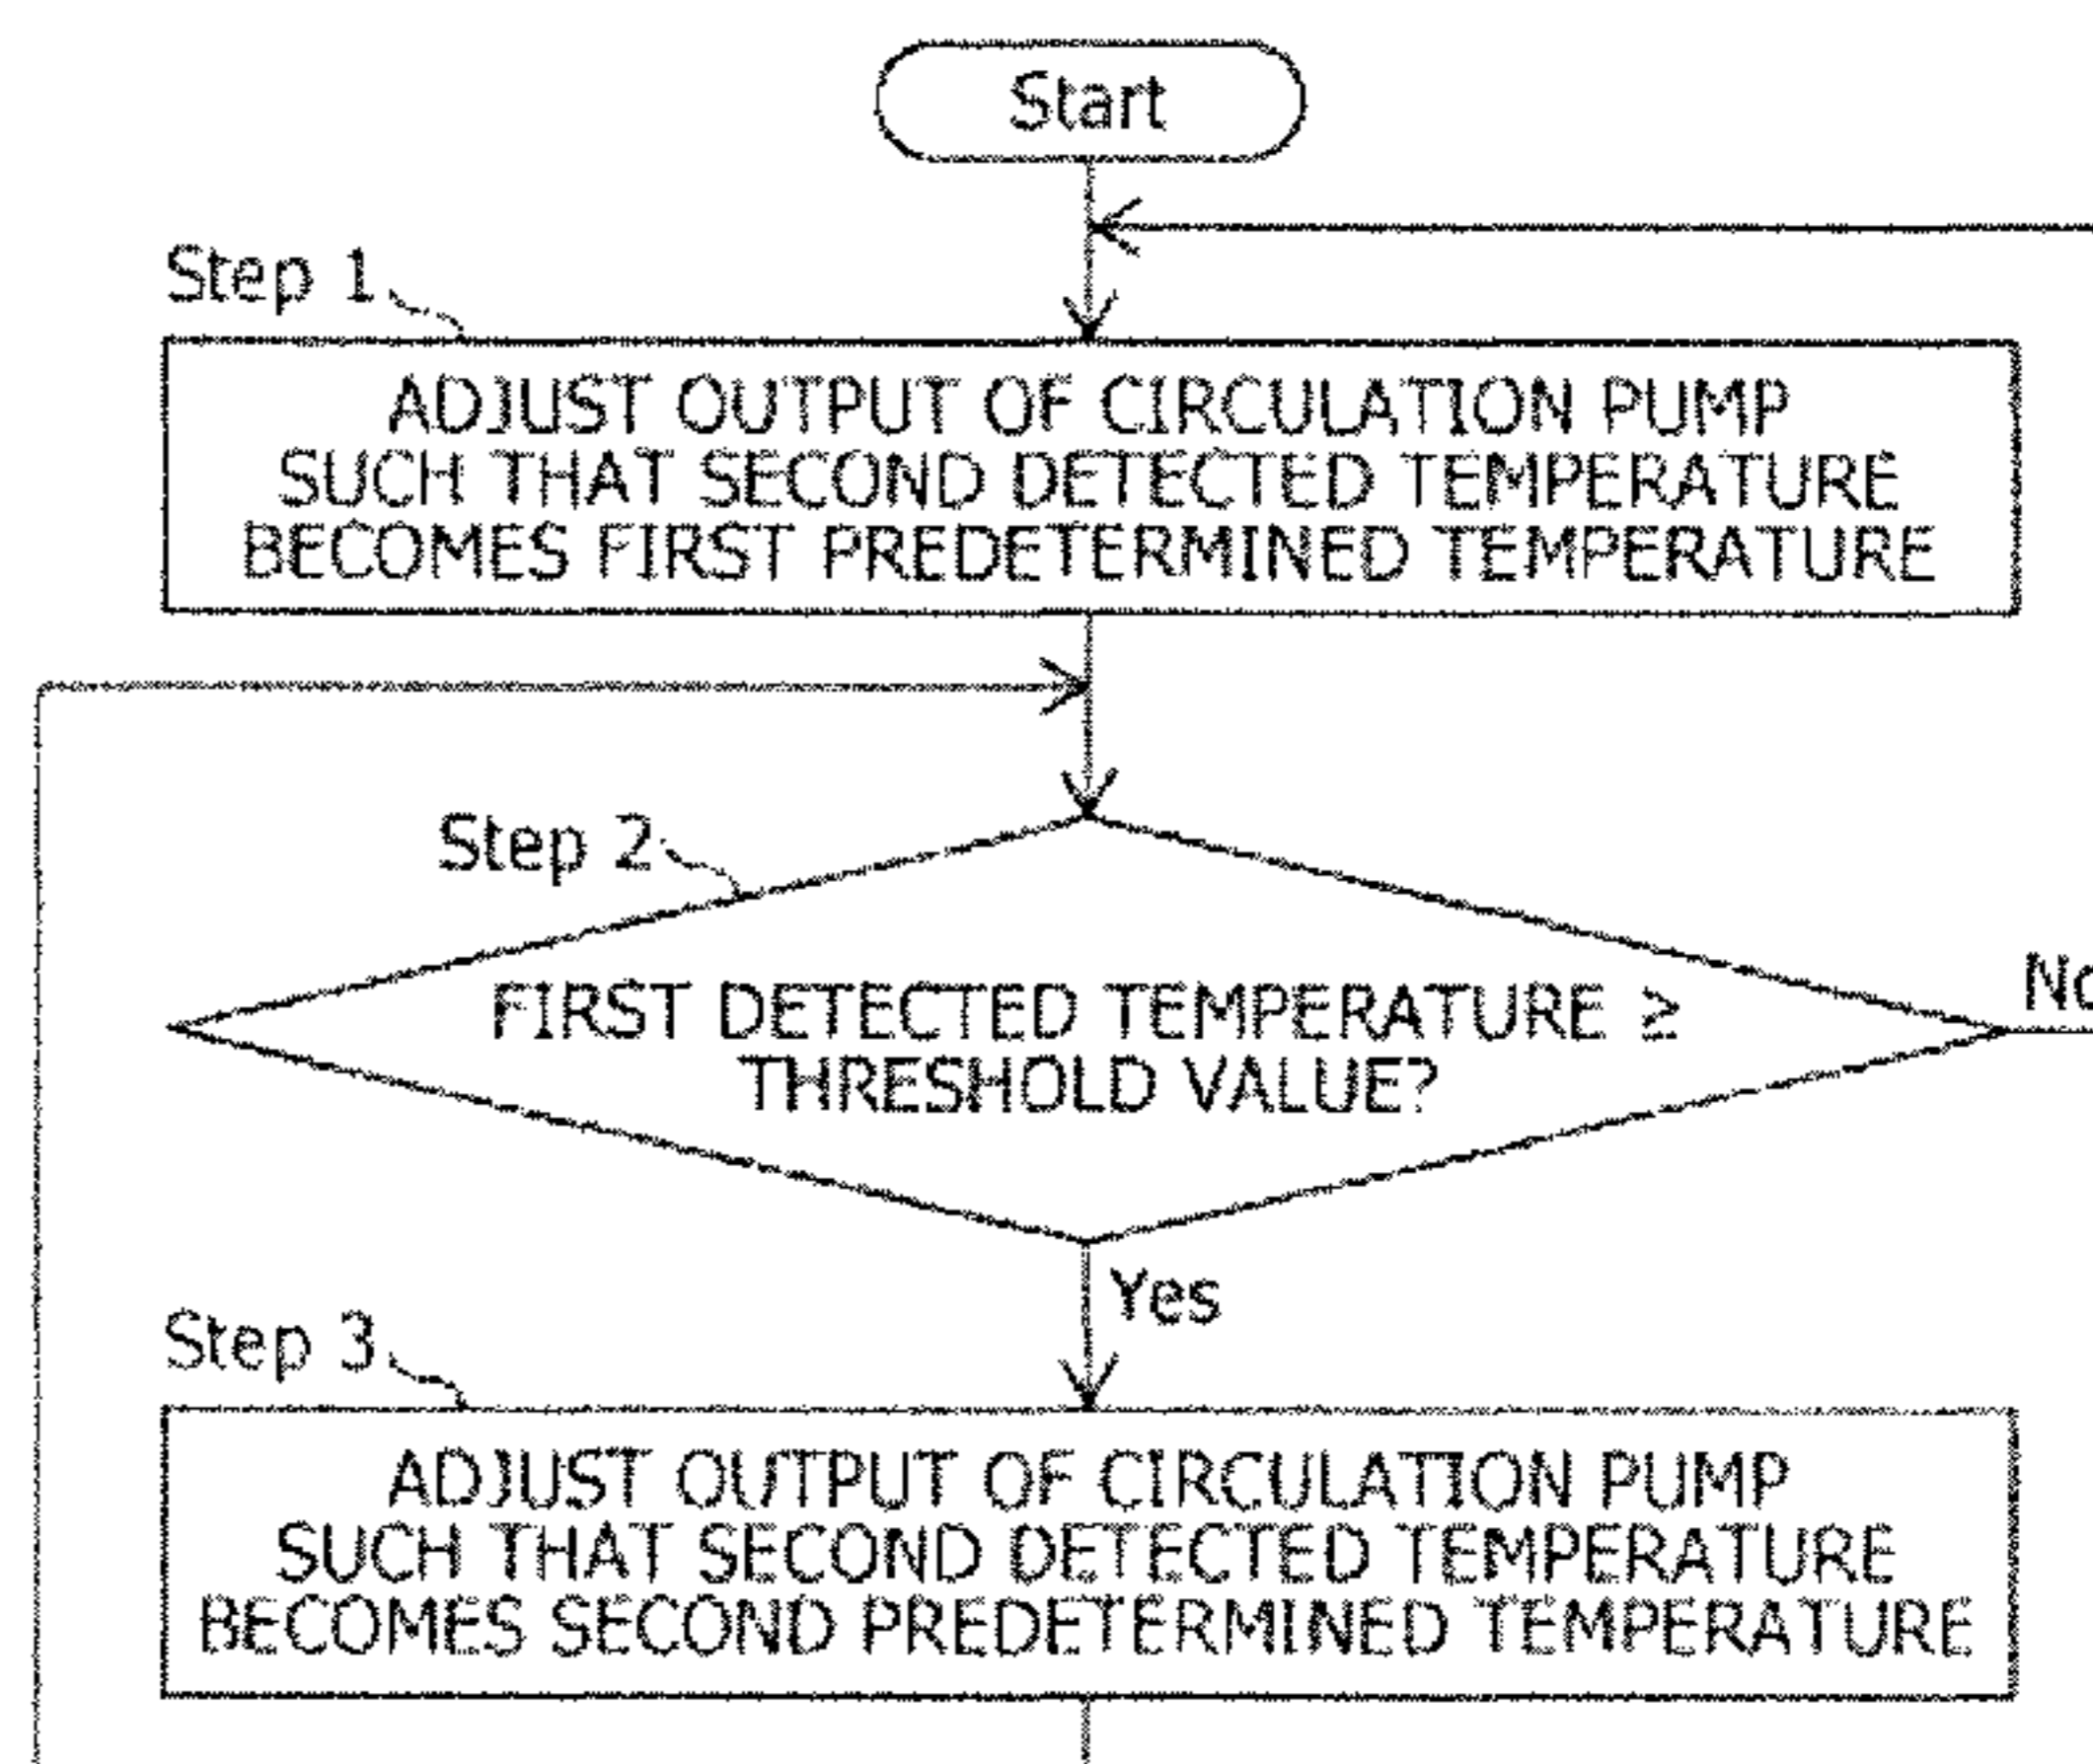 Start
Step 1
ADJUST OUTPUT OF CIRCULATION PUMP
SUCH THAT SECOND DETECTED TEMPERATURE
BECOMES FIRST PREDETERMINED TEMPERATURE
Step 2
No
FIRST DETECTED TEMPERATURE ≥
THRESHOLD VALUE?
Yes
Step 3
ADJUST OUTPUT OF CIRCULATION PUMP
SUCH THAT SECOND DETECTED TEMPERATURE
BECOMES SECOND PREDETERMINED TEMPERATURE